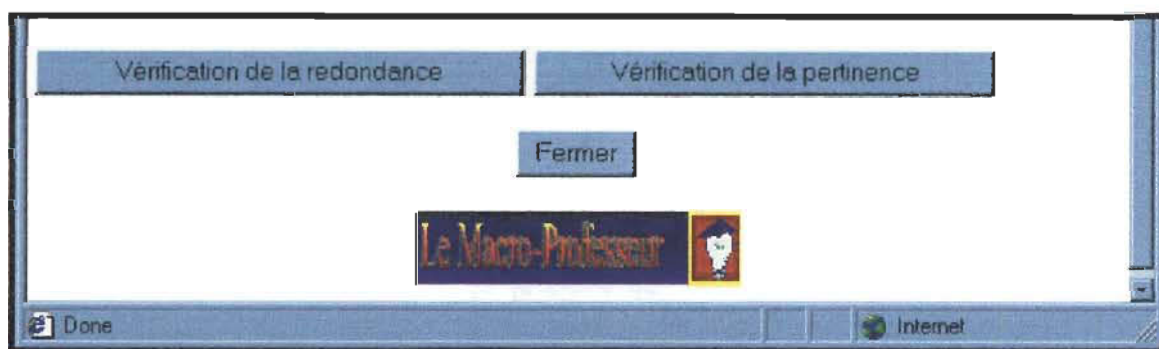 Vérification de la redondance Vérification de la pertinence
Fermer
Le Macro-Professeur
Done Internet